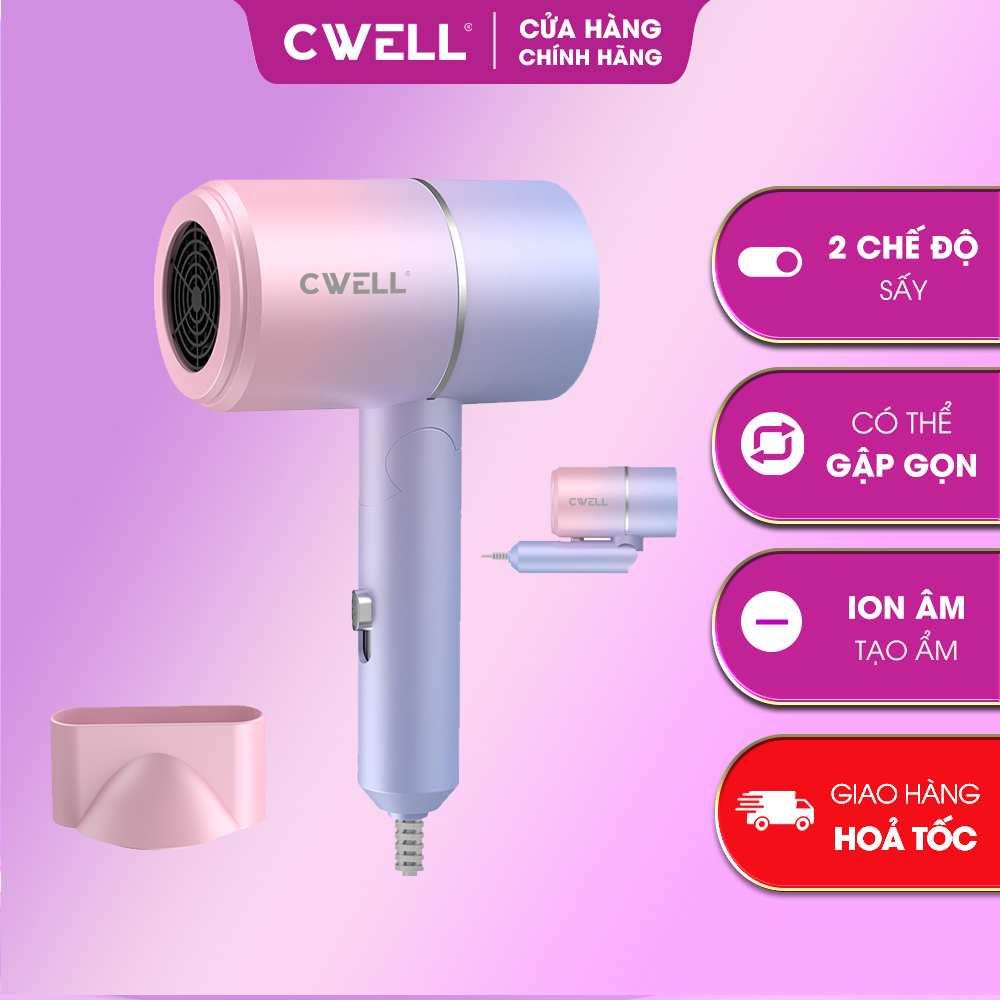 CWELL®
CỬA HÀNG
CHÍNH HÃNG
CWELL®
2 CHẾ ĐỘ
SẤY
CÓ THỂ
GẬP GỌN
CWELL
ION ÂM
TẠO ẨM
GIAO HÀNG
HOẢ TỐC